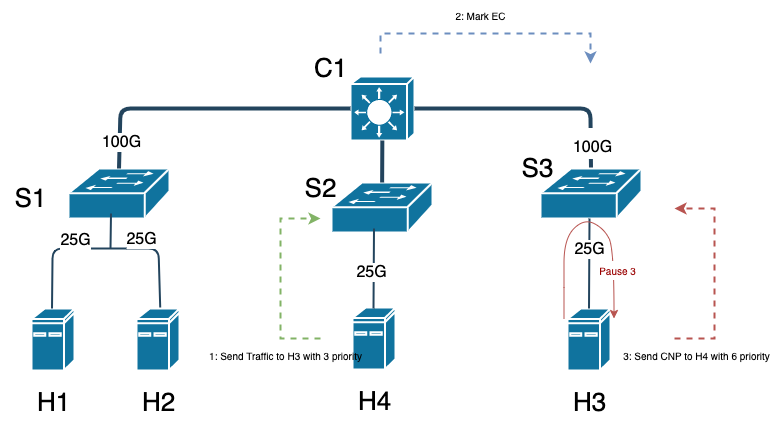 2: Mark EC
C1
100G
100G
S1
S2
S3
25G
25G
25G
25G
Pause 3
1: Send Traffic to H3 with 3 priority
3: Send CNP to H4 with 6 priority
H1
H2
H4
H3